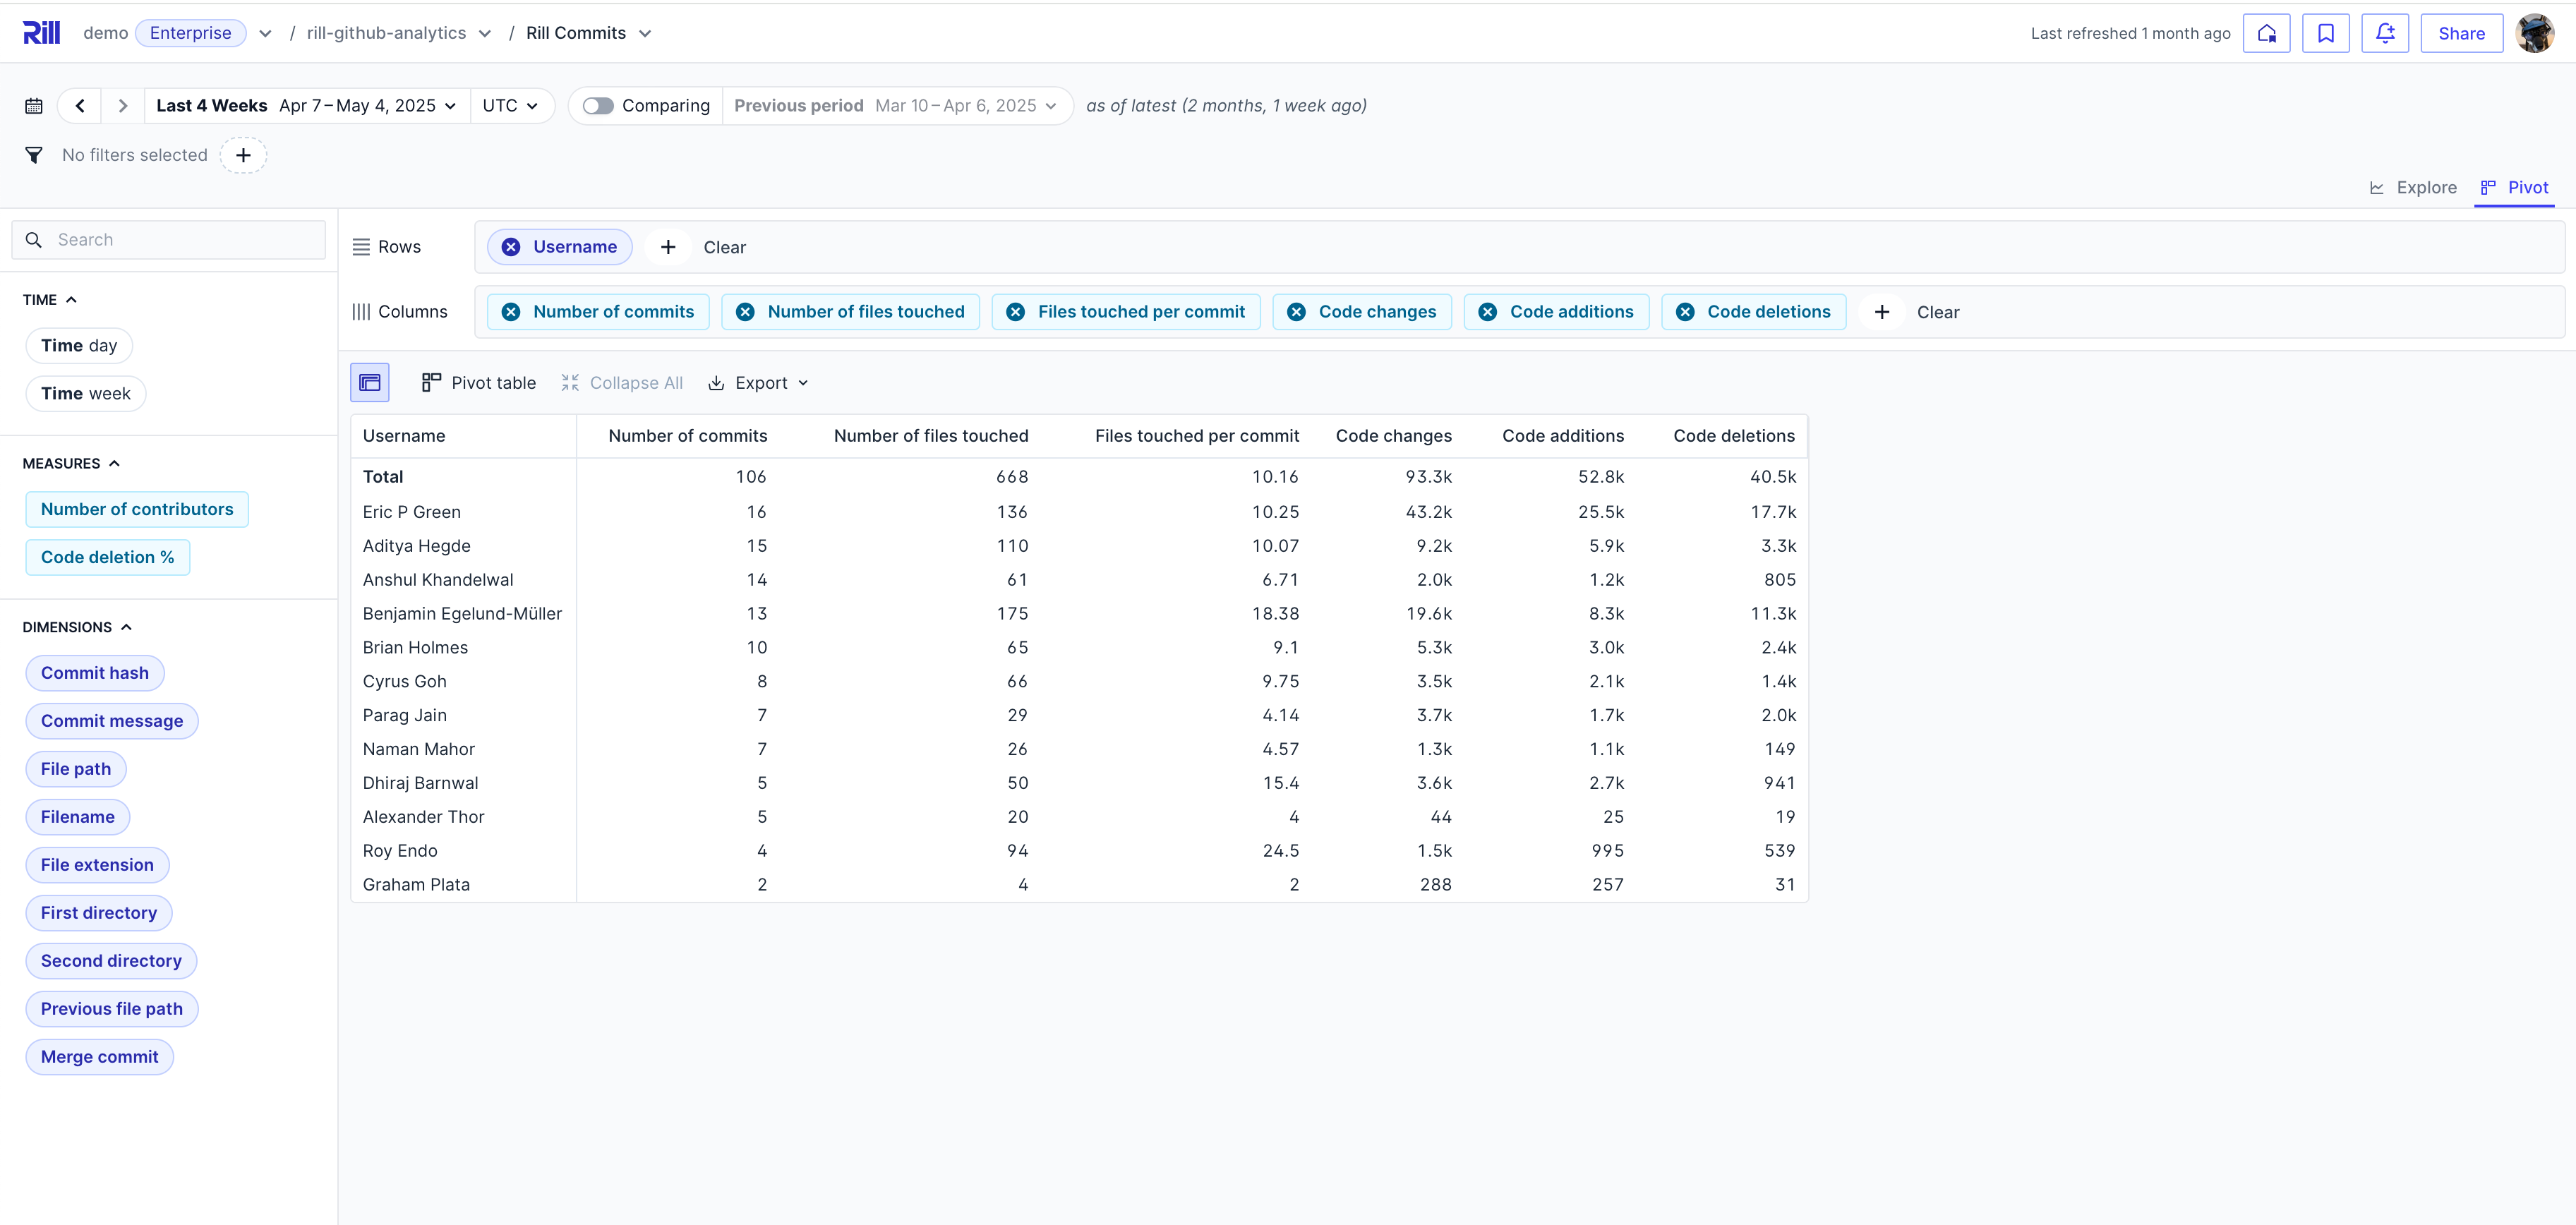 Rill demo Enterprise / rill-github-analytics / Rill Commits Last refreshed 1 month ago Share
Last 4 Weeks Apr 7 – May 4, 2025 UTC Comparing Previous period Mar 10 – Apr 6, 2025 as of latest (2 months, 1 week ago)
No filters selected
Explore Pivot
Search
TIME
Time day
Time week
MEASURES
Number of contributors
Code deletion %
DIMENSIONS
Commit hash
Commit message
File path
Filename
File extension
First directory
Second directory
Previous file path
Merge commit
Rows Username Clear
Columns Number of commits Number of files touched Files touched per commit Code changes Code additions Code deletions Clear
Pivot table Collapse All Export
Username Number of commits Number of files touched Files touched per commit Code changes Code additions Code deletions
Total 106 668 10.16 93.3k 52.8k 40.5k
Eric P Green 16 136 10.25 43.2k 25.5k 17.7k
Aditya Hegde 15 110 10.07 9.2k 5.9k 3.3k
Anshul Khandelwal 14 61 6.71 2.0k 1.2k 805
Benjamin Egelund-Müller 13 175 18.38 19.6k 8.3k 11.3k
Brian Holmes 10 65 9.1 5.3k 3.0k 2.4k
Cyrus Goh 8 66 9.75 3.5k 2.1k 1.4k
Parag Jain 7 29 4.14 3.7k 1.7k 2.0k
Naman Mahor 7 26 4.57 1.3k 1.1k 149
Dhiraj Barnwal 5 50 15.4 3.6k 2.7k 941
Alexander Thor 5 20 4 44 25 19
Roy Endo 4 94 24.5 1.5k 995 539
Graham Plata 2 4 2 288 257 31